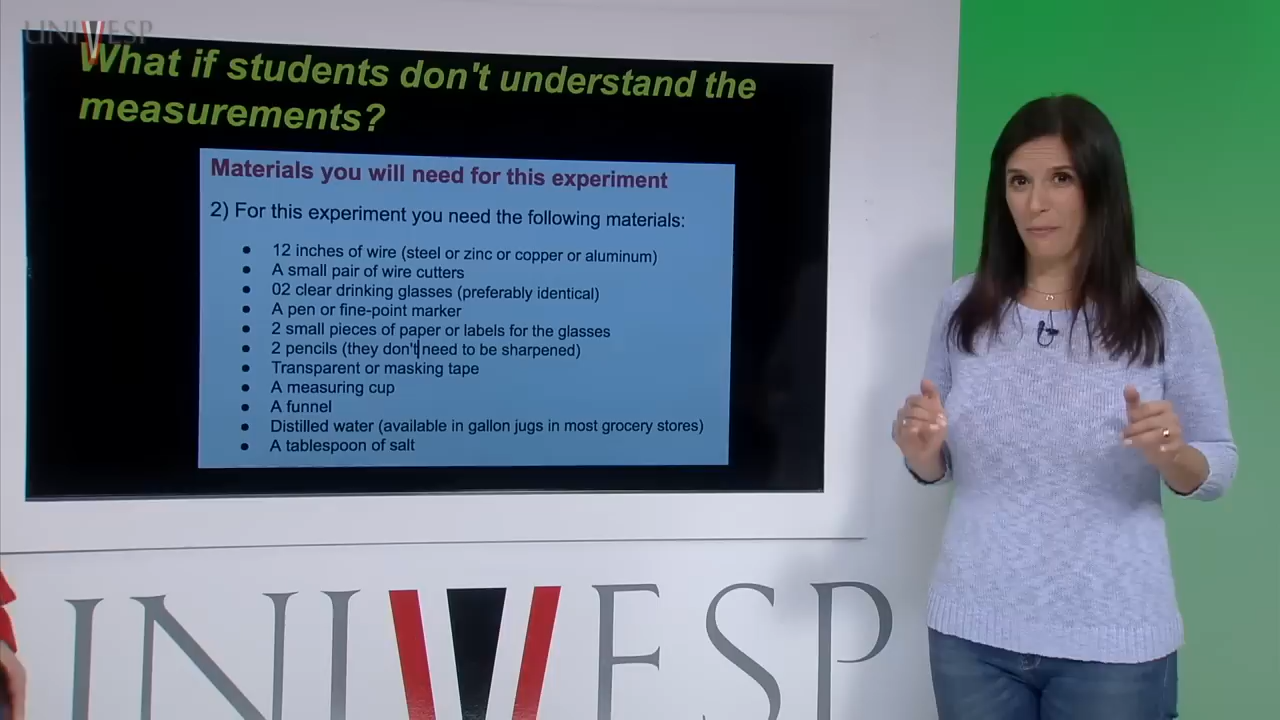 UNIVESP
What if students don't understand the
measurements?
Materials you will need for this experiment
2) For this experiment you need the following materials:
● 12 inches of wire (steel or zinc or copper or aluminum)
● A small pair of wire cutters
● 02 clear drinking glasses (preferably identical)
● A pen or fine-point marker
● 2 small pieces of paper or labels for the glasses
● 2 pencils (they don't need to be sharpened)
● Transparent or masking tape
● A measuring cup
● A funnel
● Distilled water (available in gallon jugs in most grocery stores)
● A tablespoon of salt
UNIVESP